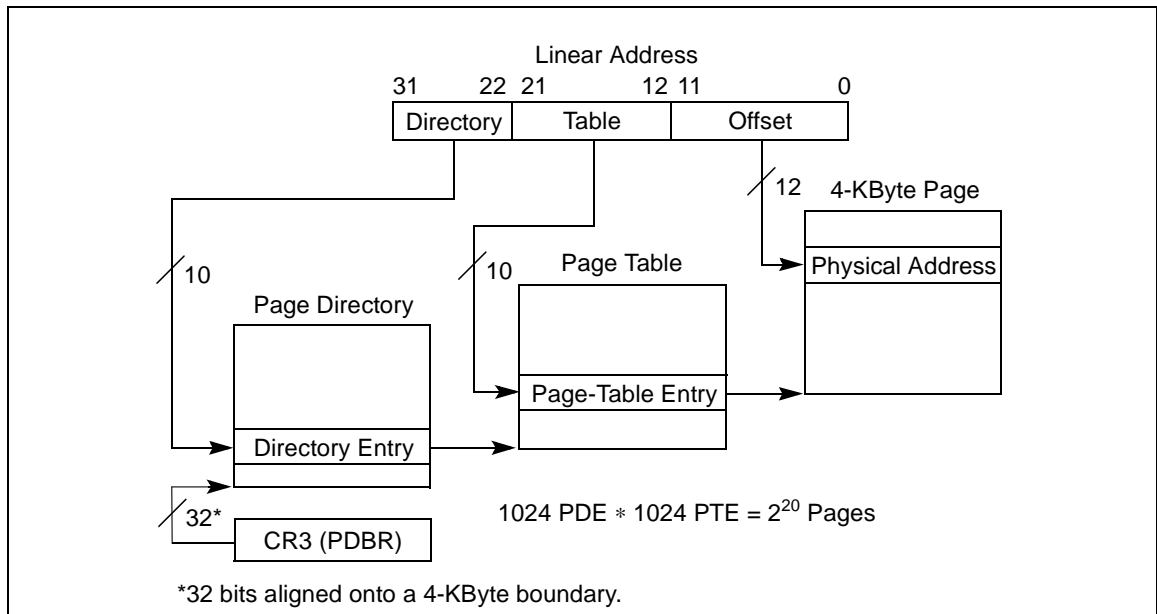 Linear Address
31 22 21 12 11 0
Directory Table Offset
12
4-KByte Page
Physical Address
10
10
Page Table
Page Directory
Page-Table Entry
Directory Entry
32*
1024 PDE ∗ 1024 PTE = 2²⁰ Pages
CR3 (PDBR)
*32 bits aligned onto a 4-KByte boundary.